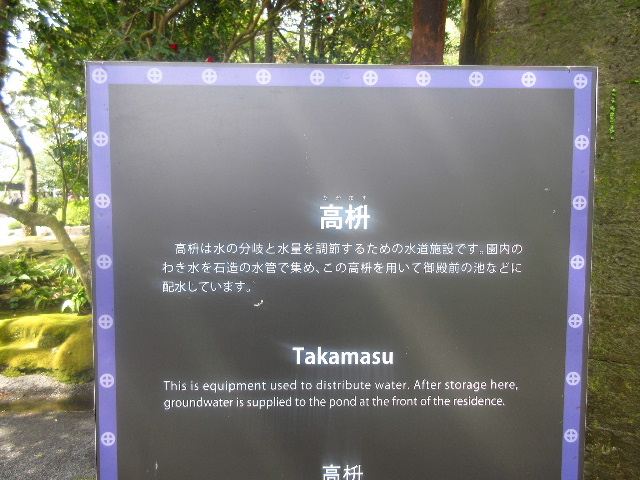 たかます
高枡
高枡は水の分岐と水量を調節するための水道施設です。園内の
わき水を石造の水管で集め、この高枡を用いて御殿前の池などに
配水しています。
Takamasu
This is equipment used to distribute water. After storage here,
groundwater is supplied to the pond at the front of the residence.
高枡